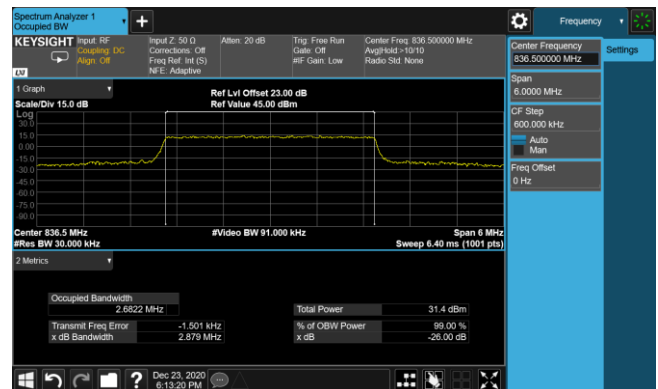 Spectrum Analyzer 1
Occupied BW
Frequency
KEYSIGHT
Input: RF
Coupling: DC
Align: Off
Input Z: 50 Ω
Corrections: Off
Freq Ref: Int (S)
NFE: Adaptive
Atten: 20 dB
Trig: Free Run
Gate: Off
#IF Gain: Low
Center Freq: 836.500000 MHz
Avg|Hold:>10/10
Radio Std: None
LXI
Center Frequency
836.500000 MHz
Settings
Span
6.0000 MHz
CF Step
600.000 kHz
Auto
Man
Freq Offset
0 Hz
1 Graph
Scale/Div 15.0 dB
Ref Lvl Offset 23.00 dB
Ref Value 45.00 dBm
Log
30.0
15.0
0.00
-15.0
-30.0
-45.0
-60.0
-75.0
-90.0
Center 836.5 MHz
#Video BW 91.000 kHz
Span 6 MHz
#Res BW 30.000 kHz
Sweep 6.40 ms (1001 pts)
2 Metrics
Occupied Bandwidth
2.6822 MHz
Total Power 31.4 dBm
Transmit Freq Error -1.501 kHz
% of OBW Power 99.00 %
x dB Bandwidth 2.879 MHz
x dB -26.00 dB
?
Dec 23, 2020
6:13:20 PM